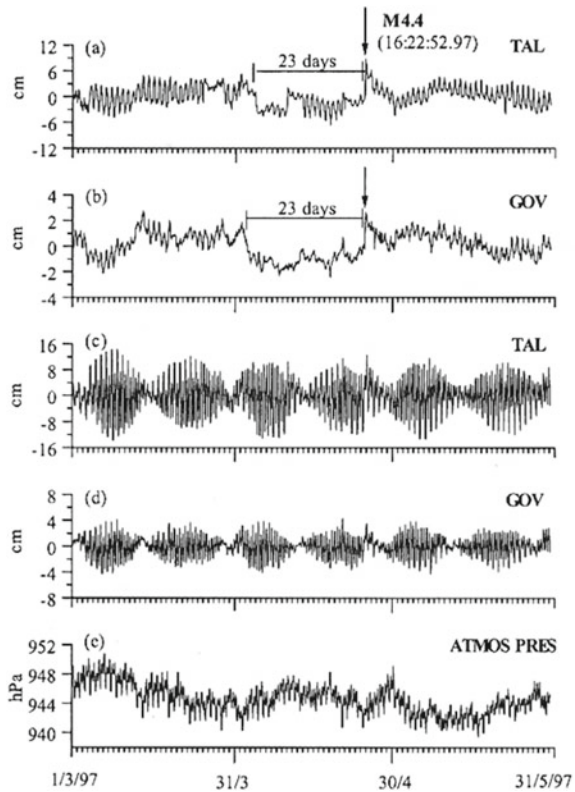 M4.4
(a) (16:22:52.97) TAL
12
6
0
-6
-12
cm
23 days
(b) GOV
4
2
0
-2
-4
cm
23 days
(c) TAL
16
8
0
-8
-16
cm
(d) GOV
8
4
0
-4
-8
cm
(e) ATMOS PRES
952
948
944
940
hPa
1/3/97 31/3 30/4 31/5/97